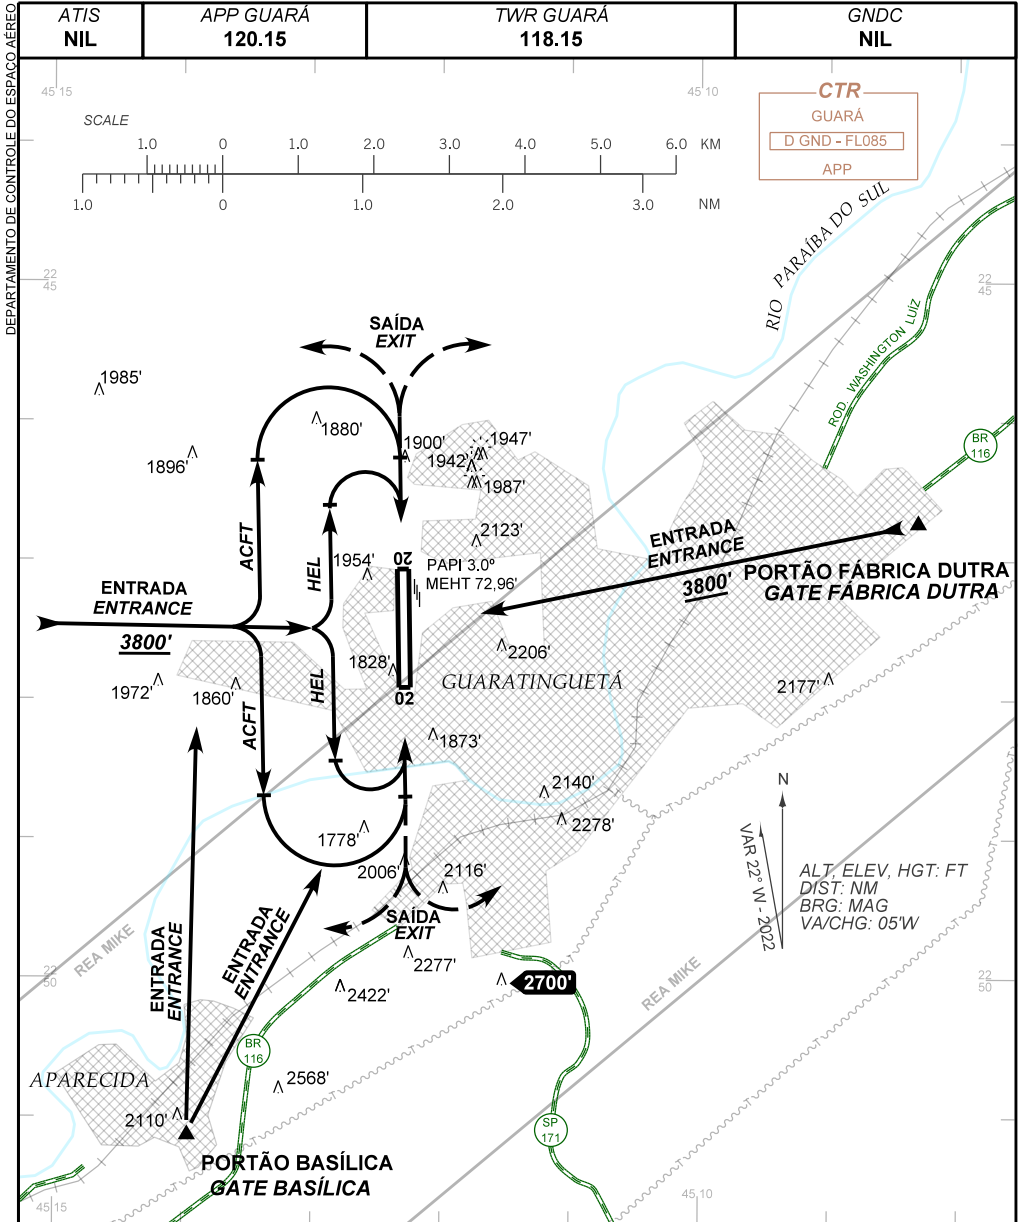 DEPARTAMENTO DE CONTROLE DO ESPAÇO AÉREO
ATIS
NIL
APP GUARÁ
120.15
TWR GUARÁ
118.15
GNDC
NIL
45 15
45 10
CTR
GUARÁ
D GND - FL085
APP
SCALE
1.0 0 1.0 2.0 3.0 4.0 5.0 6.0 KM
1.0 0 1.0 2.0 3.0 NM
RIO PARAÍBA DO SUL
22
45
22
45
ROD. WASHINGTON LUÍZ
SAÍDA
EXIT
1985'
1880'
1896'
1900'
1947'
1942'
1987'
BR
116
2123'
ACFT
HEL
1954'
20
PAPI 3.0º
MEHT 72,96'
ENTRADA
ENTRANCE
3800'
PORTÃO FÁBRICA DUTRA
GATE FÁBRICA DUTRA
ENTRADA
ENTRANCE
3800'
2206'
1828'
GUARATINGUETÁ
02
1972'
1860'
2177'
ACFT
HEL
1873'
2140'
2278'
1778'
2006'
2116'
N
VAR 22° W - 2022
ALT, ELEV, HGT: FT
DIST: NM
BRG: MAG
VA/CHG: 05'W
SAÍDA
EXIT
REA MIKE
ENTRADA
ENTRANCE
ENTRADA
ENTRANCE
2277'
2422'
2700'
REA MIKE
22
50
22
50
BR
116
APARECIDA
2568'
2110'
SP
171
PORTÃO BASÍLICA
GATE BASÍLICA
45 15
45 10